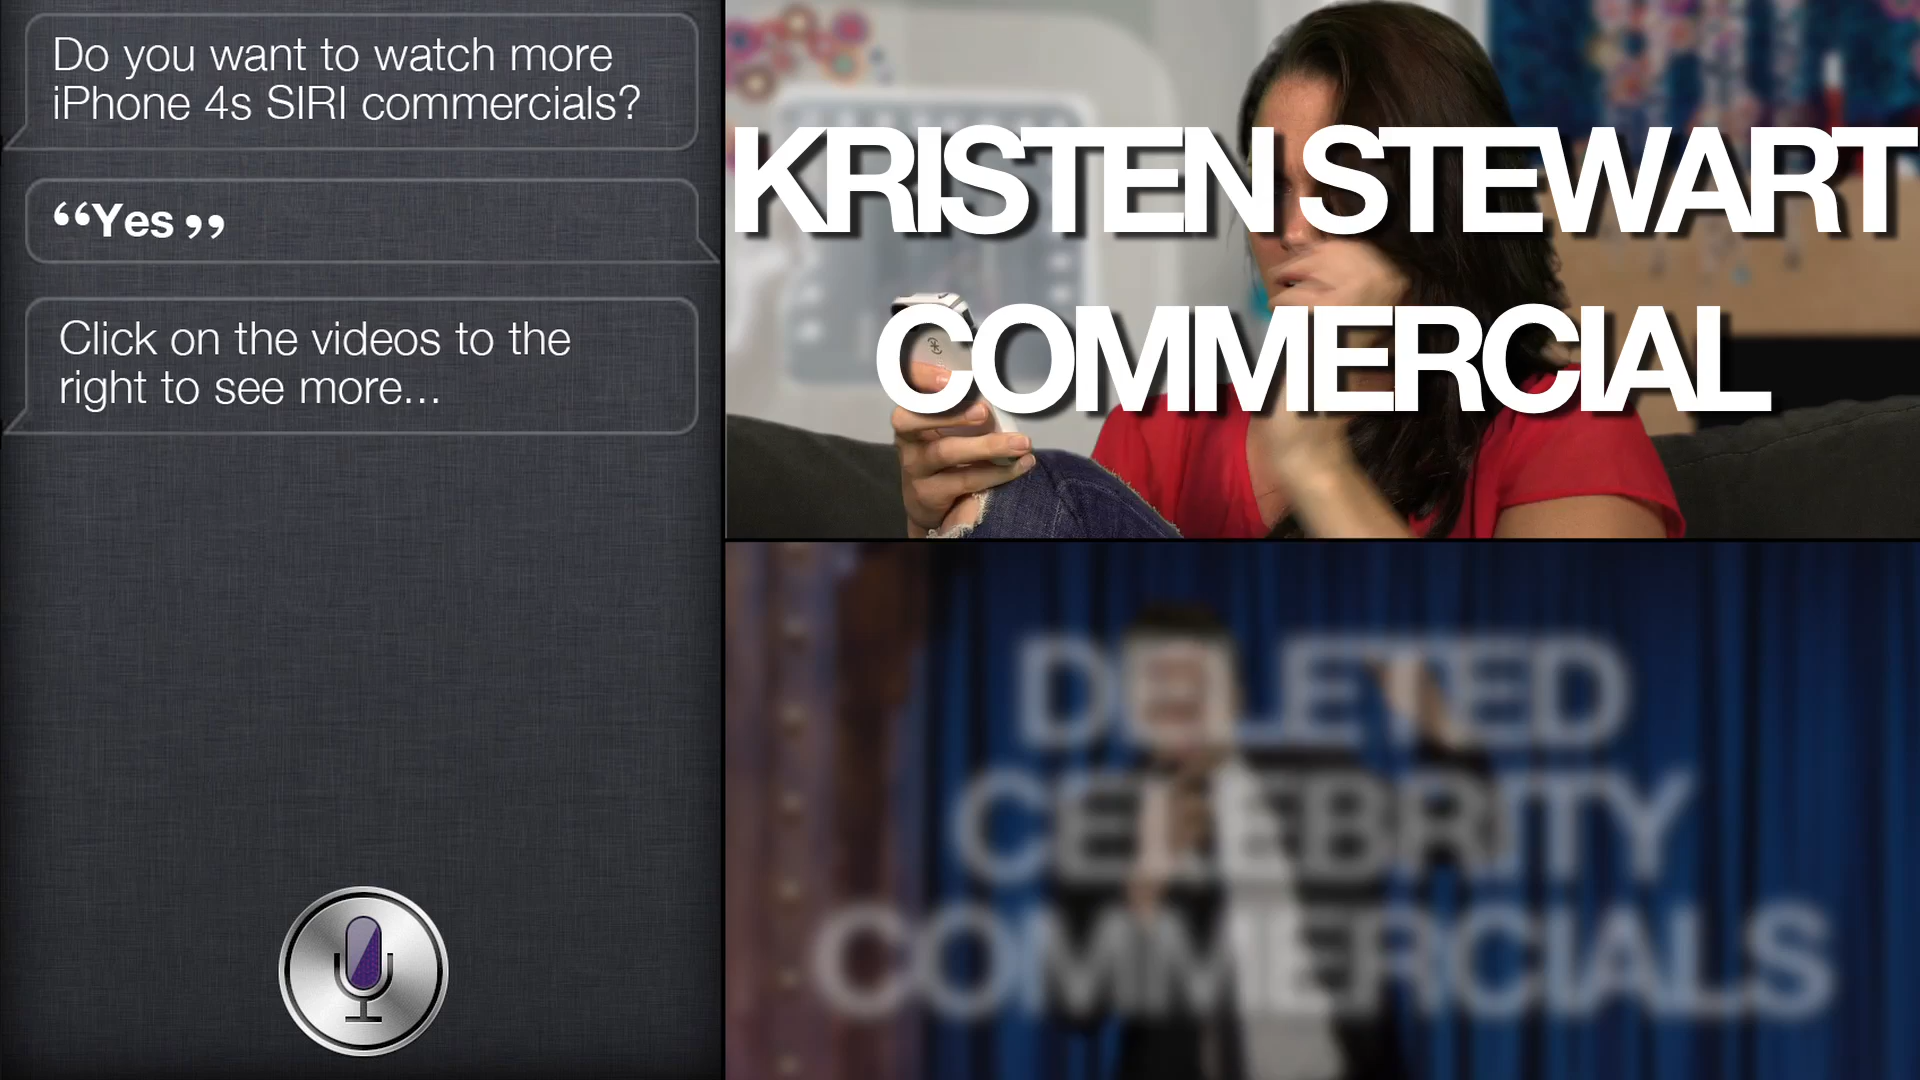 Do you want to watch more
iPhone 4s SIRI commercials?
“Yes”
Click on the videos to the
right to see more...
KRISTEN STEWART
COMMERCIAL
DELETED
CELEBRITY
COMMERCIALS